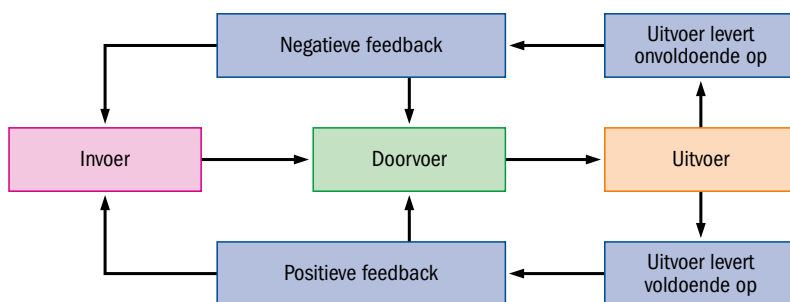 Negatieve feedback
Uitvoer levert
onvoldoende op
Invoer
Doorvoer
Uitvoer
Positieve feedback
Uitvoer levert
voldoende op